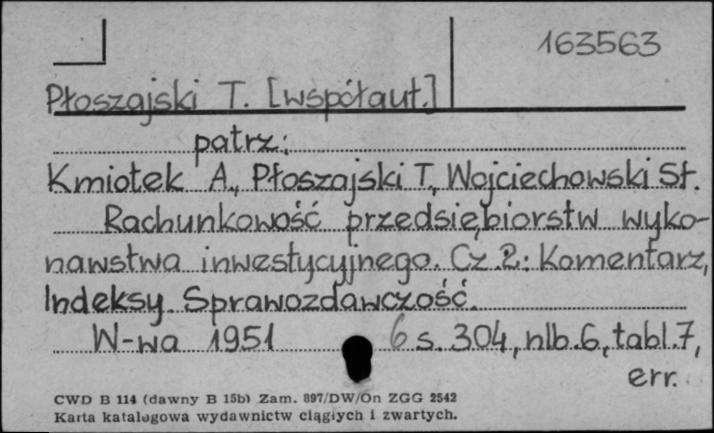 163563
Płoszajski T. [współaut.]
patrz:
Kmiotek A., Płoszajski T., Wojciechowski St.
Rachunkowość przedsiębiorstw wyko-
nawstwa inwestycyjnego. Cz. 2.: Komentarz,
Indeksy. Sprawozdawczość.
W-wa 1951 6 s. 304, nlb. 6, tabl. 7,
err.
CWD B 114 (dawny B 15b) Zam. 897/DW/On ZGG 2542
Karta katalogowa wydawnictw ciągłych i zwartych.